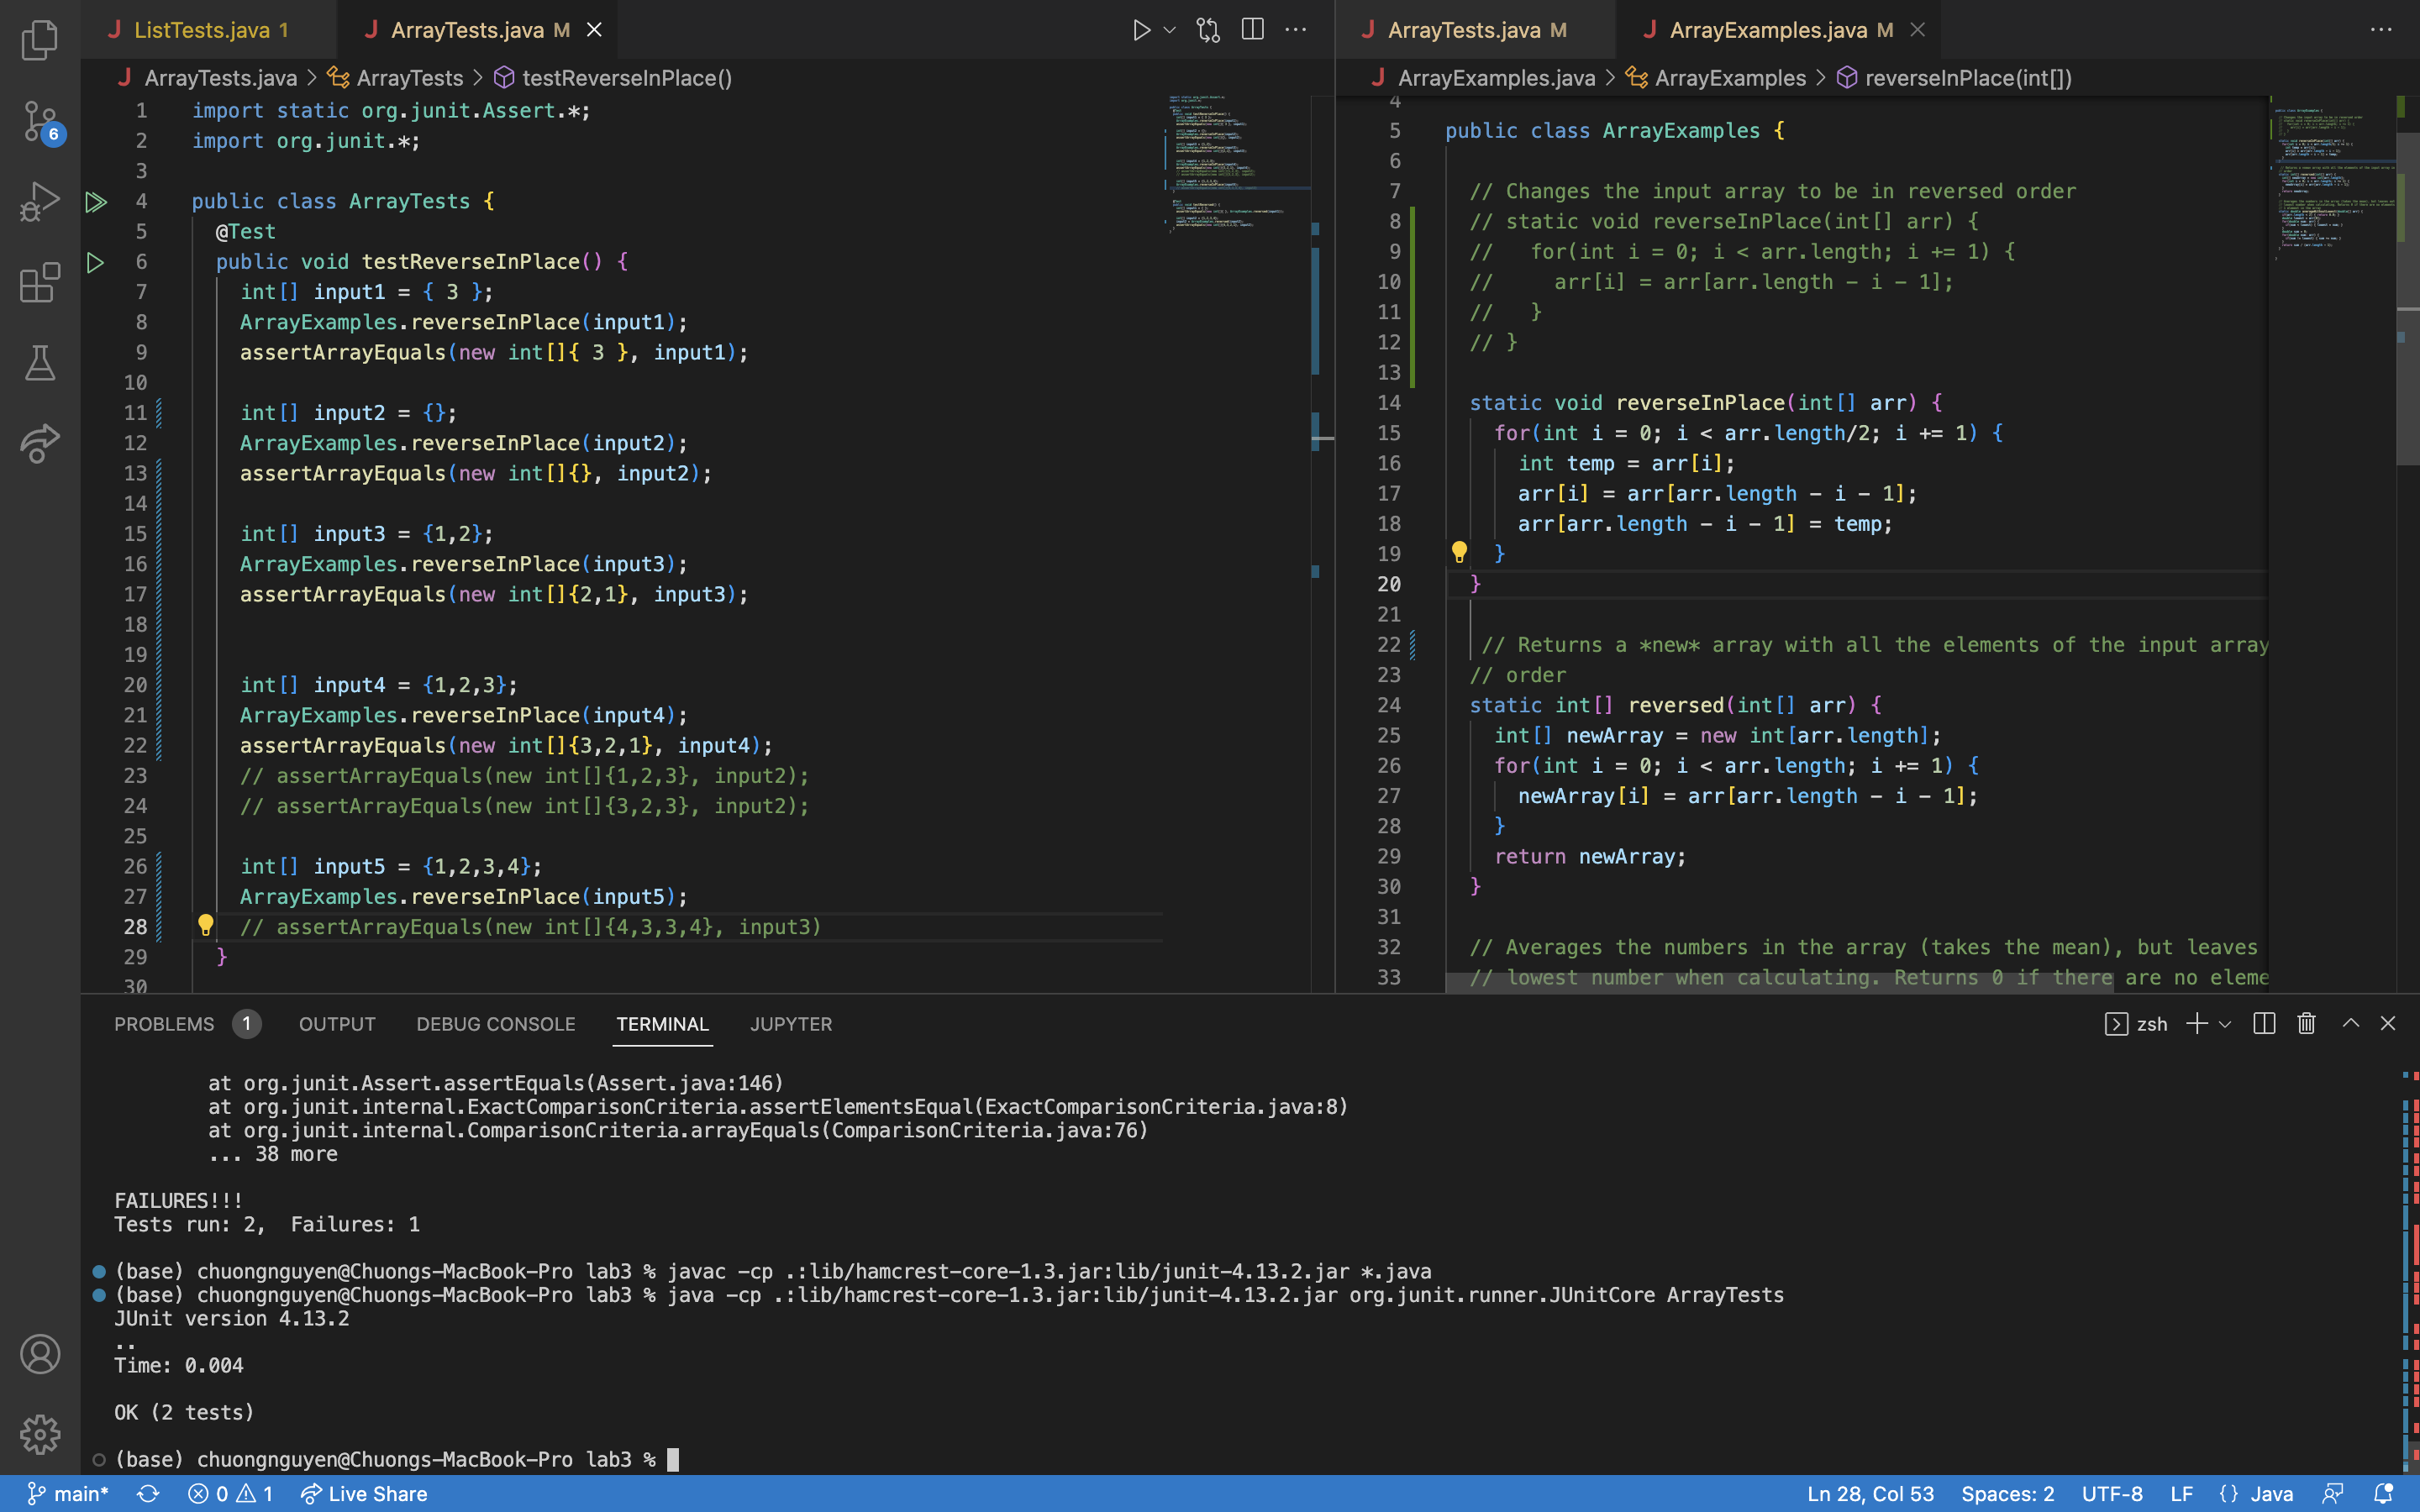 ListTests.java 1
ArrayTests.java M
ArrayTests.java M
ArrayExamples.java M
ArrayTests.java > ArrayTests > testReverseInPlace()
ArrayExamples.java > ArrayExamples > reverseInPlace(int[])
6
1 import static org.junit.Assert.*;
2 import org.junit.*;
3
4 public class ArrayTests {
5 @Test
6 public void testReverseInPlace() {
7 int[] input1 = { 3 };
8 ArrayExamples.reverseInPlace(input1);
9 assertArrayEquals(new int[]{ 3 }, input1);
10
11 int[] input2 = {};
12 ArrayExamples.reverseInPlace(input2);
13 assertArrayEquals(new int[]{}, input2);
14
15 int[] input3 = {1,2};
16 ArrayExamples.reverseInPlace(input3);
17 assertArrayEquals(new int[]{2,1}, input3);
18
19
20 int[] input4 = {1,2,3};
21 ArrayExamples.reverseInPlace(input4);
22 assertArrayEquals(new int[]{3,2,1}, input4);
23 // assertArrayEquals(new int[]{1,2,3}, input2);
24 // assertArrayEquals(new int[]{3,2,3}, input2);
25
26 int[] input5 = {1,2,3,4};
27 ArrayExamples.reverseInPlace(input5);
28 // assertArrayEquals(new int[]{4,3,3,4}, input3)
29 }
30
4
5 public class ArrayExamples {
6
7 // Changes the input array to be in reversed order
8 // static void reverseInPlace(int[] arr) {
9 // for(int i = 0; i < arr.length; i += 1) {
10 // arr[i] = arr[arr.length - i - 1];
11 // }
12 // }
13
14 static void reverseInPlace(int[] arr) {
15 for(int i = 0; i < arr.length/2; i += 1) {
16 int temp = arr[i];
17 arr[i] = arr[arr.length - i - 1];
18 arr[arr.length - i - 1] = temp;
19 }
20 }
21
22 // Returns a *new* array with all the elements of the input array
23 // order
24 static int[] reversed(int[] arr) {
25 int[] newArray = new int[arr.length];
26 for(int i = 0; i < arr.length; i += 1) {
27 newArray[i] = arr[arr.length - i - 1];
28 }
29 return newArray;
30 }
31
32 // Averages the numbers in the array (takes the mean), but leaves
33 // lowest number when calculating. Returns 0 if there are no eleme
PROBLEMS 1 OUTPUT DEBUG CONSOLE TERMINAL JUPYTER
zsh
at org.junit.Assert.assertEquals(Assert.java:146)
at org.junit.internal.ExactComparisonCriteria.assertElementsEqual(ExactComparisonCriteria.java:8)
at org.junit.internal.ComparisonCriteria.arrayEquals(ComparisonCriteria.java:76)
... 38 more
FAILURES!!!
Tests run: 2,  Failures: 1
(base) chuongnguyen@Chuongs-MacBook-Pro lab3 % javac -cp .:lib/hamcrest-core-1.3.jar:lib/junit-4.13.2.jar *.java
(base) chuongnguyen@Chuongs-MacBook-Pro lab3 % java -cp .:lib/hamcrest-core-1.3.jar:lib/junit-4.13.2.jar org.junit.runner.JUnitCore ArrayTests
JUnit version 4.13.2
..
Time: 0.004
OK (2 tests)
(base) chuongnguyen@Chuongs-MacBook-Pro lab3 %
main* 0 1 Live Share
Ln 28, Col 53 Spaces: 2 UTF-8 LF {} Java